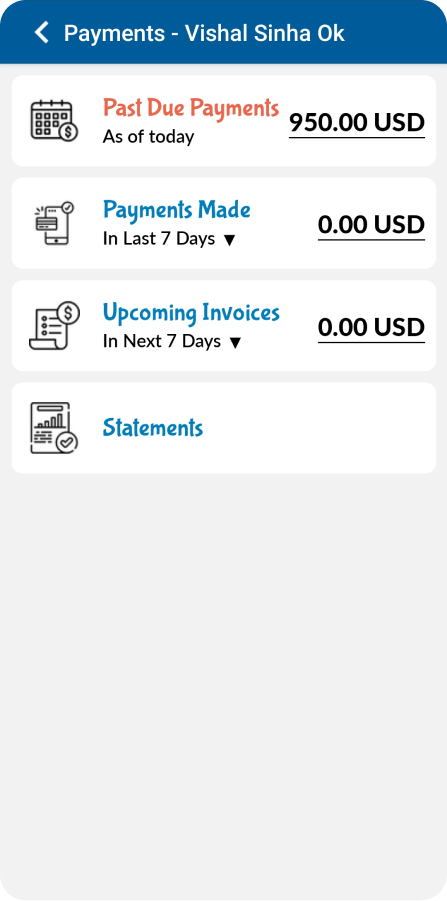 Payments - Vishal Sinha Ok
Past Due Payments
As of today
950.00 USD
Payments Made
In Last 7 Days ▼
0.00 USD
Upcoming Invoices
In Next 7 Days ▼
0.00 USD
Statements